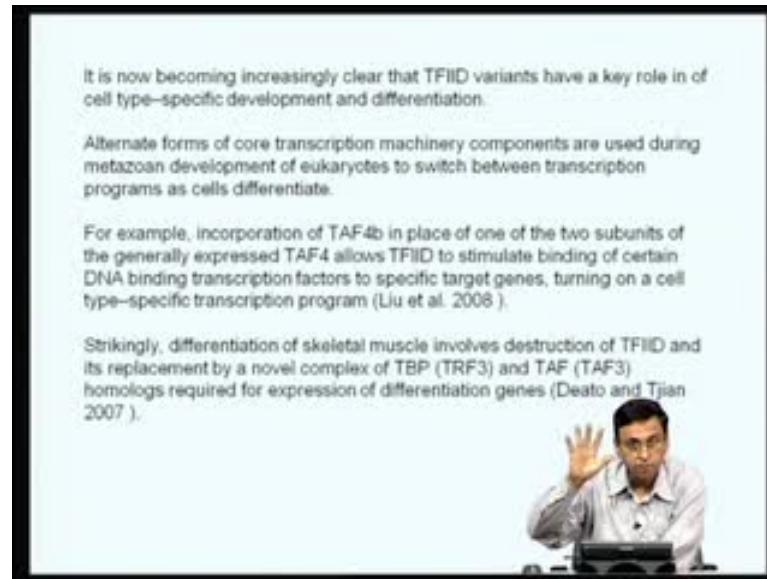 It is now becoming increasingly clear that TFIID variants have a key role in of
cell type–specific development and differentiation.
Alternate forms of core transcription machinery components are used during
metazoan development of eukaryotes to switch between transcription
programs as cells differentiate.
For example, incorporation of TAF4b in place of one of the two subunits of
the generally expressed TAF4 allows TFIID to stimulate binding of certain
DNA binding transcription factors to specific target genes, turning on a cell
type–specific transcription program (Liu et al. 2008 ).
Strikingly, differentiation of skeletal muscle involves destruction of TFIID and
its replacement by a novel complex of TBP (TRF3) and TAF (TAF3)
homologs required for expression of differentiation genes (Deato and Tjian
2007 ).